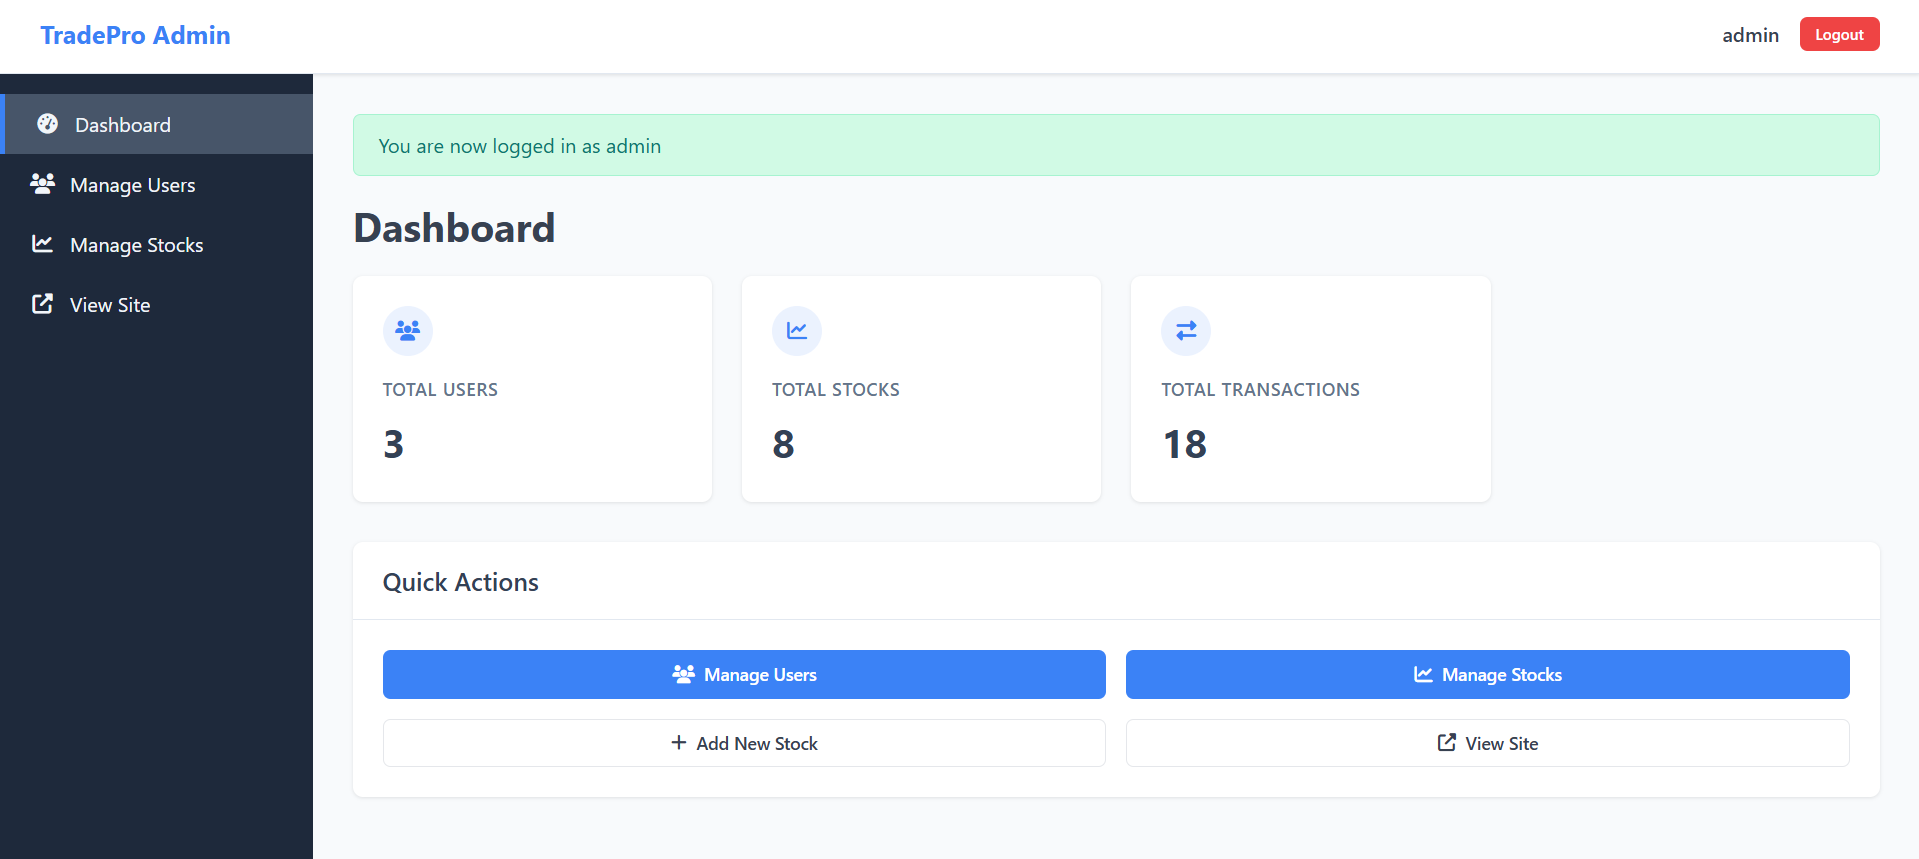 TradePro Admin
admin
Logout
Dashboard
Manage Users
Manage Stocks
View Site
You are now logged in as admin
Dashboard
TOTAL USERS
3
TOTAL STOCKS
8
TOTAL TRANSACTIONS
18
Quick Actions
Manage Users
Manage Stocks
Add New Stock
View Site